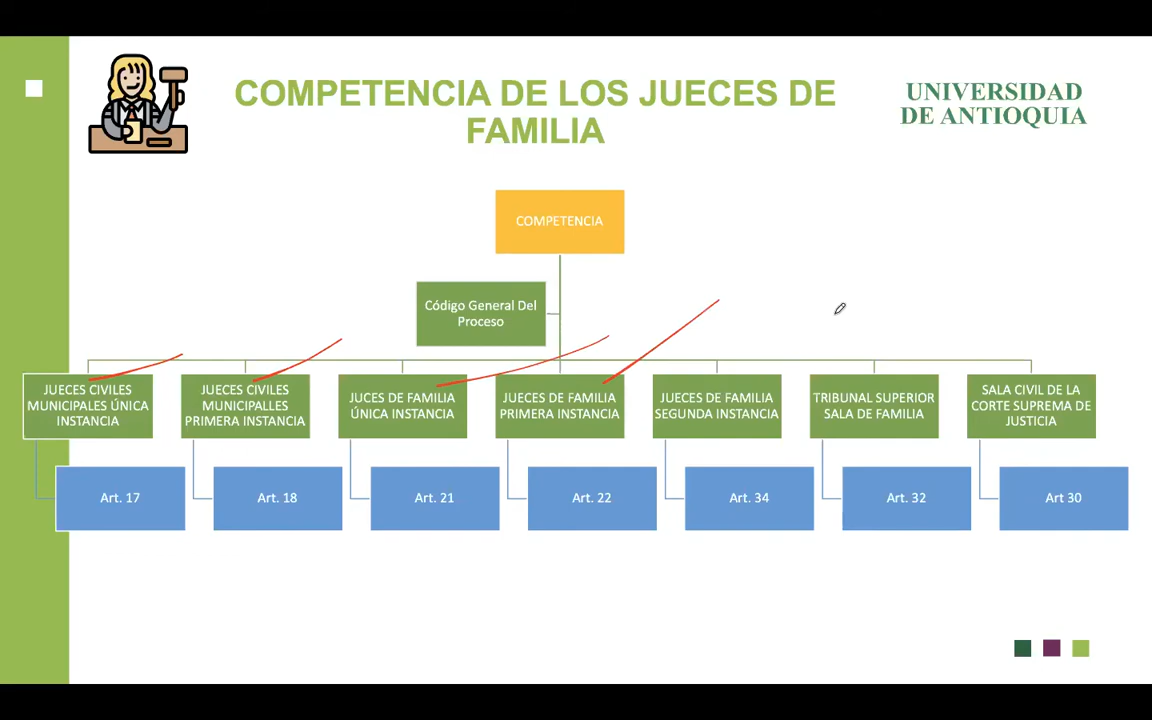 COMPETENCIA DE LOS JUECES DE
FAMILIA
UNIVERSIDAD
DE ANTIOQUIA
COMPETENCIA
Código General Del
Proceso
JUECES CIVILES
MUNICIPALES ÚNICA
INSTANCIA
JUECES CIVILES
MUNICIPALLES
PRIMERA INSTANCIA
JUCES DE FAMILIA
ÚNICA INSTANCIA
JUECES DE FAMILIA
PRIMERA INSTANCIA
JUECES DE FAMILIA
SEGUNDA INSTANCIA
TRIBUNAL SUPERIOR
SALA DE FAMILIA
SALA CIVIL DE LA
CORTE SUPREMA DE
JUSTICIA
Art. 17
Art. 18
Art. 21
Art. 22
Art. 34
Art. 32
Art 30